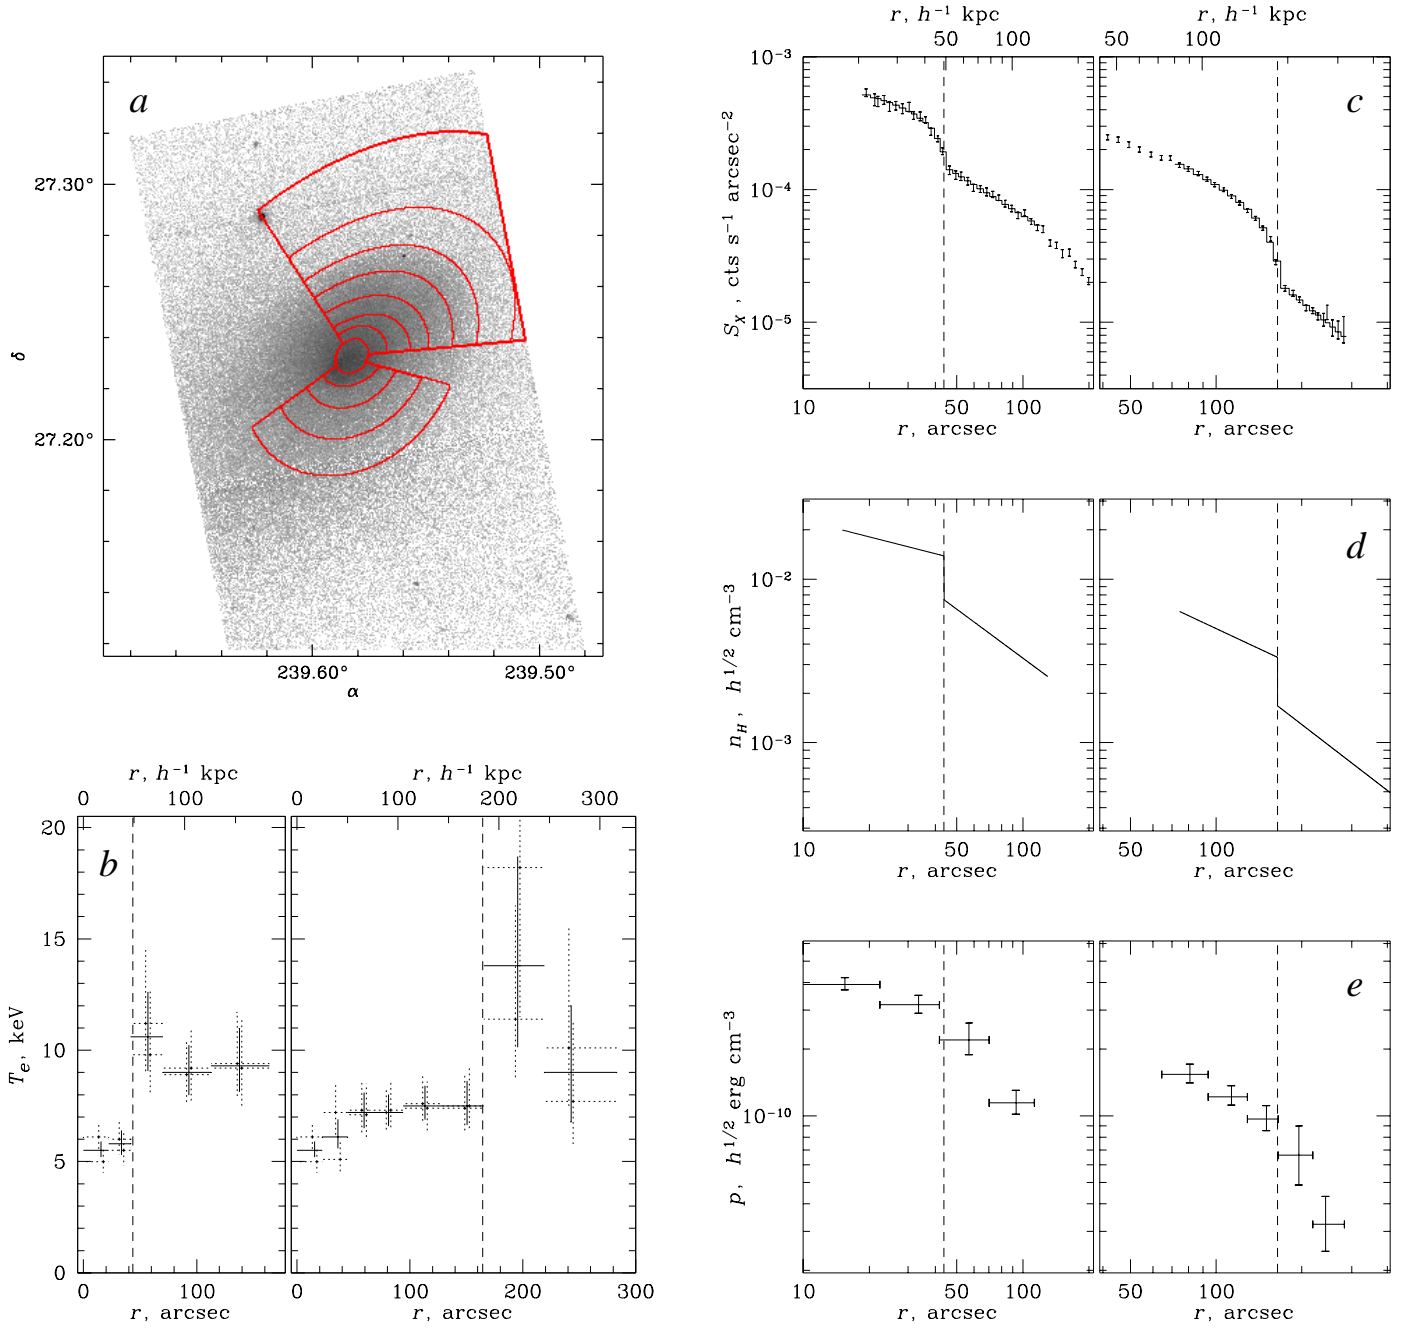 a
27.30°
27.20°
δ
239.60° 239.50°
α
r, h⁻¹ kpc r, h⁻¹ kpc
50 100 50 100
10⁻³
10⁻⁴
10⁻⁵
S_X , cts s⁻¹ arcsec⁻²
c
10 50 100 50 100
r, arcsec r, arcsec
10⁻²
10⁻³
n_H, h^{1/2} cm⁻³
d
10 50 100 50 100
r, arcsec r, arcsec
r, h⁻¹ kpc r, h⁻¹ kpc
0 100 0 100 200 300
20
15
10
5
0
T_e, keV
b
0 100 0 100 200 300
r, arcsec r, arcsec
10⁻¹⁰
p, h^{1/2} erg cm⁻³
e
10 50 100 50 100
r, arcsec r, arcsec